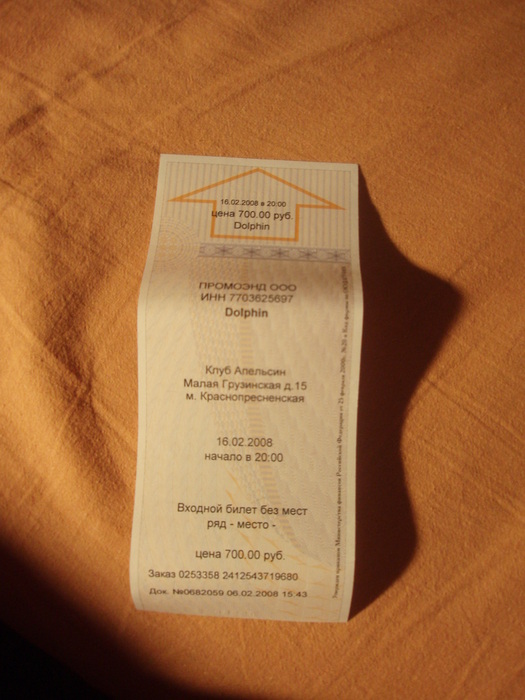 16.02.2008 в 20:00
цена 700.00 руб.
Dolphin
ПРОМОЭНД ООО
ИНН 7703625697
Dolphin
Клуб Апельсин
Малая Грузинская д.15
м. Краснопресненская
16.02.2008
начало в 20:00
Входной билет без мест
ряд - место -
цена 700.00 руб.
Заказ 0253358 2412543719680
Док. №0682059 06.02.2008 15:43